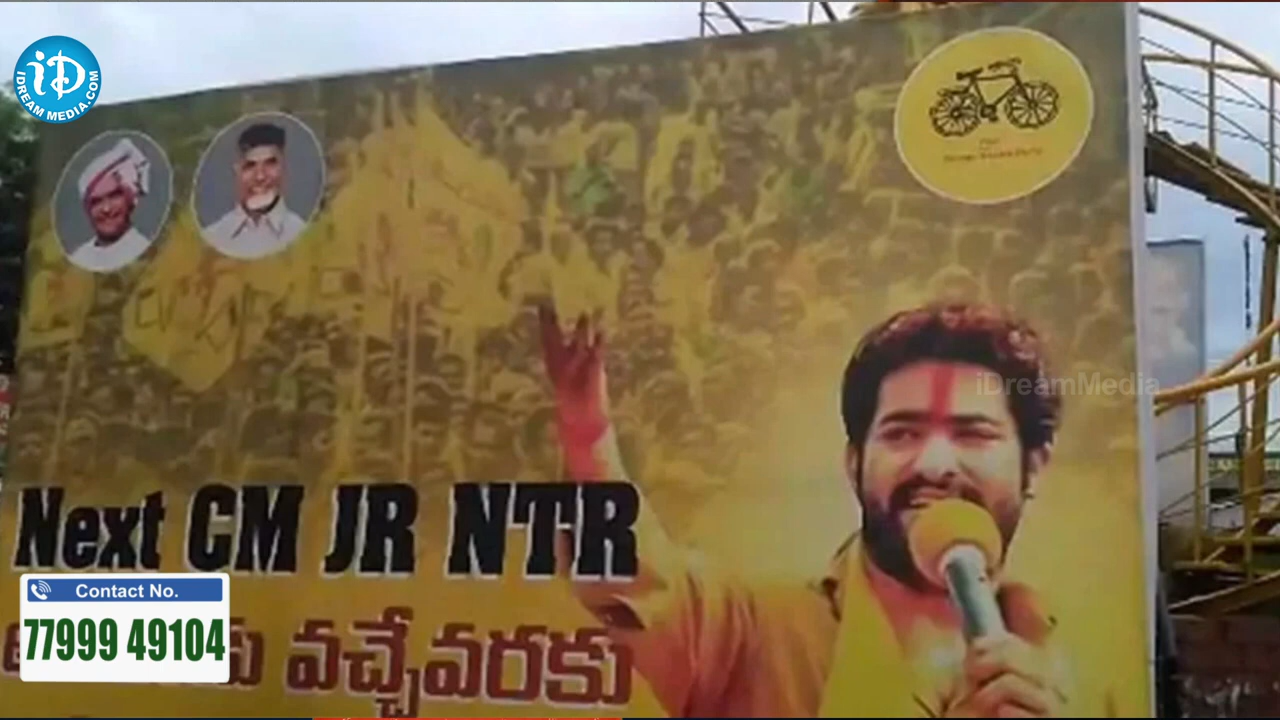 iD
IDREAM MEDIA.COM
iDreamMedia
Next CM JR NTR
Contact No.
77999 49104
వచ్చేవరకు